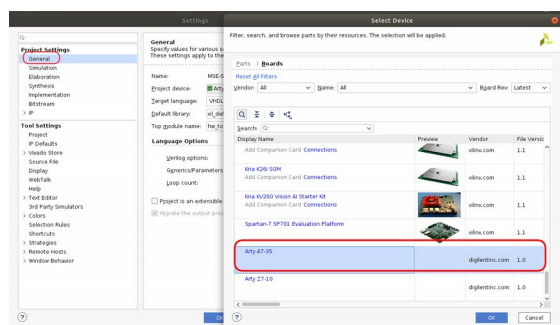 Settings
Select Device
Q-
Project Settings
General
Simulation
Elaboration
Synthesis
Implementation
Bitstream
> IP
Tool Settings
Project
IP Defaults
> Vivado Store
Source File
Display
WebTalk
Help
> Text Editor
3rd Party Simulators
> Colors
Selection Rules
Shortcuts
> Strategies
> Remote Hosts
> Window Behavior
General
Specify values for various s
These settings apply to the
Name: MSE-S
Project device: Arty
Target language: VHDL
Default library: xil_def
Top module name: hw_to
Language Options
Verilog options:
Generics/Parameters
Loop count:
Project is an extensible
Migrate the output proc
OK
Filter, search, and browse parts by their resources. The selection will be applied.
Parts | Boards
Reset All Filters
Vendor: All Name: All Board Rev: Latest
Search: Q-
Display Name Preview Vendor File Versic
Add Companion Card Connections xilinx.com 1.1
Kria K26I SOM
Add Companion Card Connections xilinx.com 1.1
Kria KV260 Vision AI Starter Kit
Add Companion Card Connections xilinx.com 1.1
Spartan-7 SP701 Evaluation Platform xilinx.com 1.1
Arty A7-35 digilentinc.com 1.0
Arty Z7-10 digilentinc.com 1.0
? OK Cancel